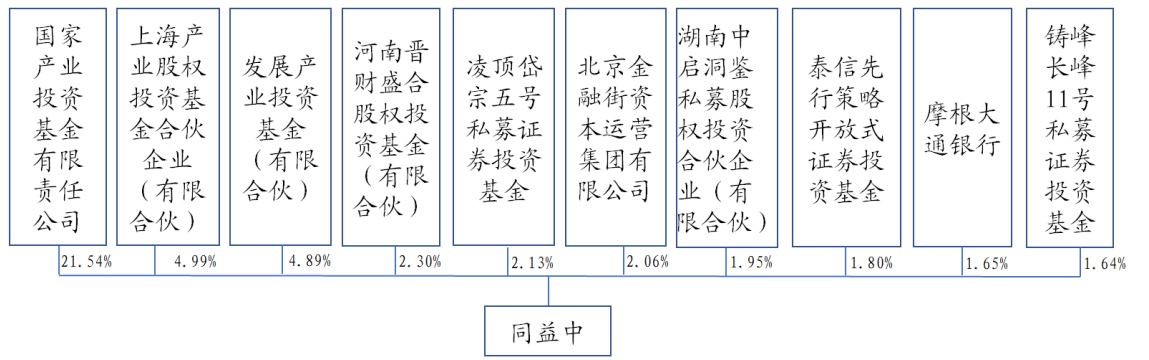 国家
产业
投资
基金
有限
责任
公司
上海产
业股权
投资基
金合伙
企业
（有限
合伙）
发展产
业投资
基金
（有限
合伙）
河南晋
财盛合
股权投
资基金
（有限
合伙）
凌顶岱
宗五号
私募证
券投资
基金
北京金
融街资
本运营
集团有
限公司
湖南中
启洞鉴
私募股
权投资
合伙企
业（有
限合伙）
泰信先
行策略
开放式
证券投
资基金
摩根大
通银行
铸峰
长峰
11号
私募
证券
投资
基金
21.54%
4.99%
4.89%
2.30%
2.13%
2.06%
1.95%
1.80%
1.65%
1.64%
同益中